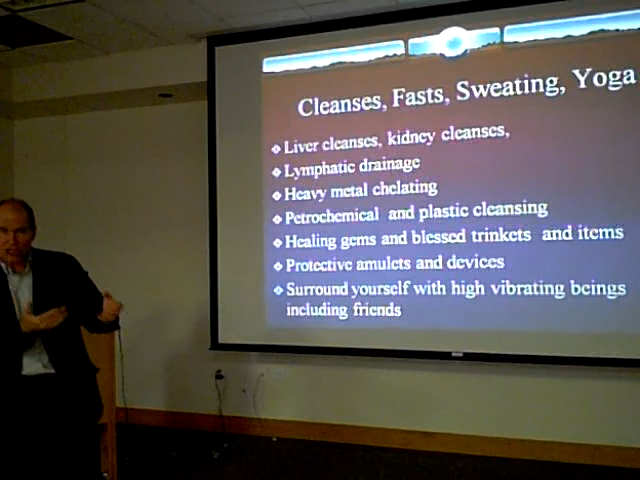 Cleanses, Fasts, Sweating, Yoga
Liver cleanses, kidney cleanses,
Lymphatic drainage
Heavy metal chelating
Petrochemical and plastic cleansing
Healing gems and blessed trinkets and items
Protective amulets and devices
Surround yourself with high vibrating beings
including friends